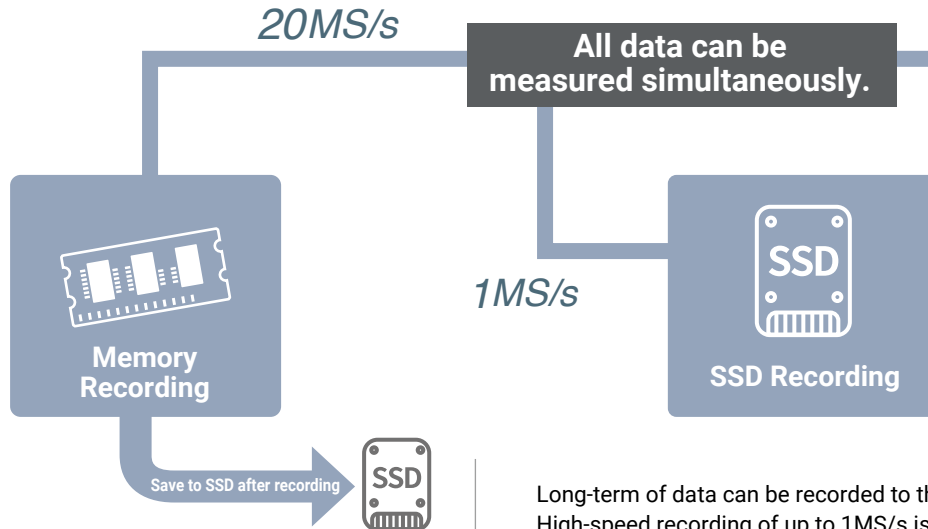 20MS/s
All data can be
measured simultaneously.
SSD
1MS/s
Memory
Recording
SSD Recording
Save to SSD after recording
SSD
Long-term of data can be recorded to th
High-speed recording of up to 1MS/s is